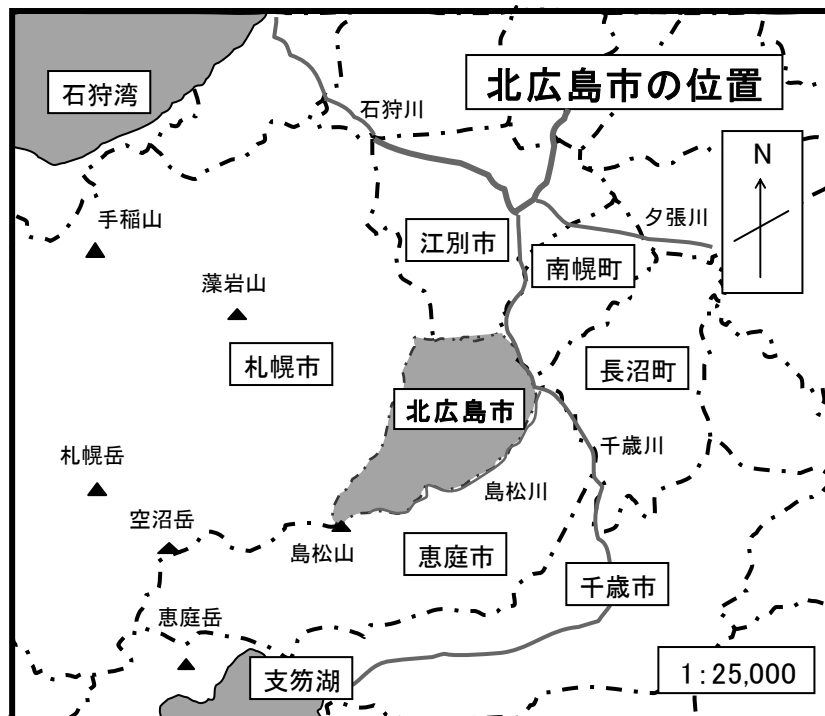 石狩湾
石狩川
北広島市の位置
N
手稲山
夕張川
江別市
南幌町
藻岩山
札幌市
長沼町
北広島市
札幌岳
千歳川
島松川
空沼岳
島松山
恵庭市
千歳市
恵庭岳
支笏湖
1:25,000